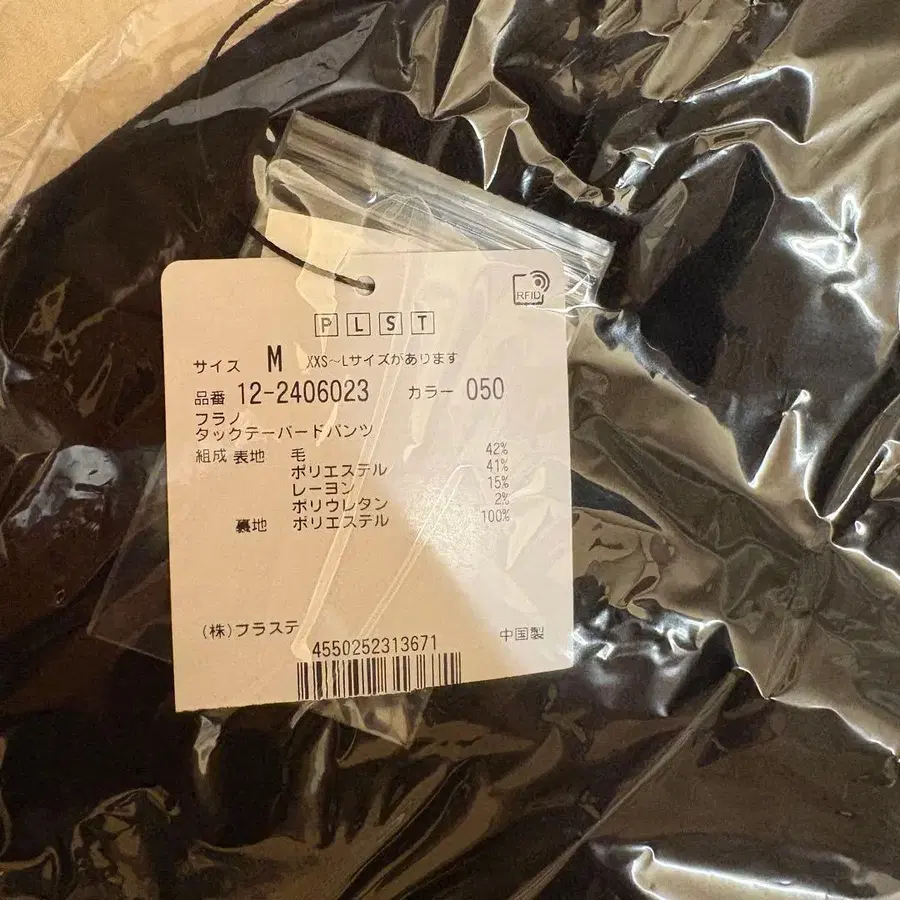 RFID
PLST
サイズ M XXS~Lサイズがあります
品番 12-2406023 カラー 050
フラノ
タックテーパードパンツ
組成 表地 毛 42%
ポリエステル 41%
レーヨン 15%
ポリウレタン 2%
裏地 ポリエステル 100%
(株)プラステ 中国製
4550252313671